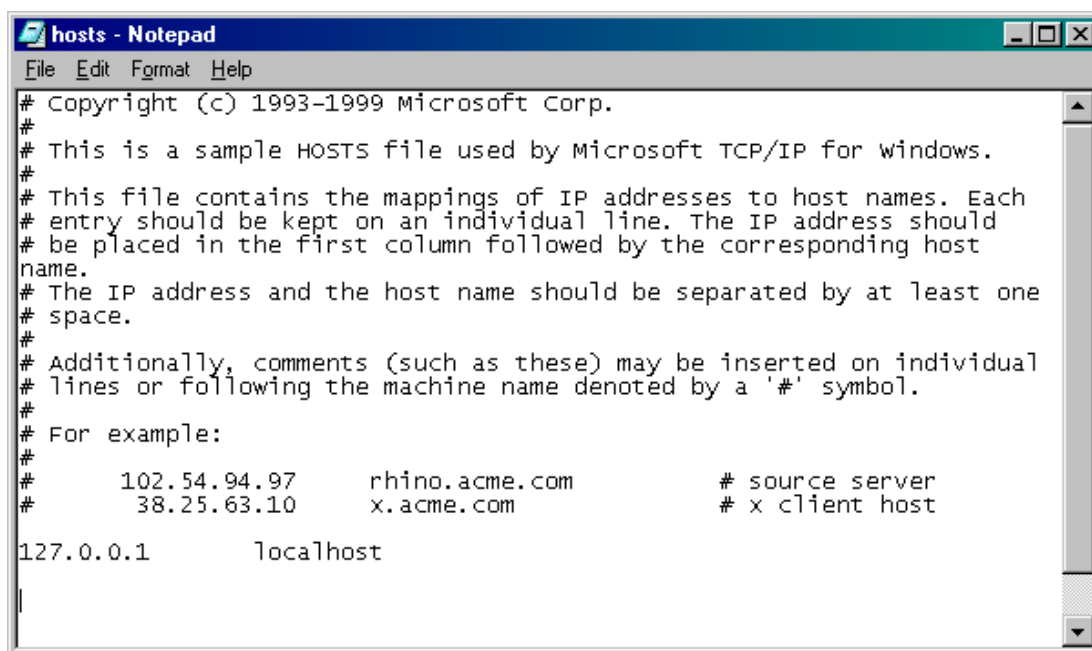 hosts - Notepad
File Edit Format Help
# Copyright (c) 1993-1999 Microsoft Corp.
#
# This is a sample HOSTS file used by Microsoft TCP/IP for Windows.
#
# This file contains the mappings of IP addresses to host names. Each
# entry should be kept on an individual line. The IP address should
# be placed in the first column followed by the corresponding host
name.
# The IP address and the host name should be separated by at least one
# space.
#
# Additionally, comments (such as these) may be inserted on individual
# lines or following the machine name denoted by a '#' symbol.
#
# For example:
#
#      102.54.94.97     rhino.acme.com          # source server
#       38.25.63.10     x.acme.com              # x client host
127.0.0.1       localhost